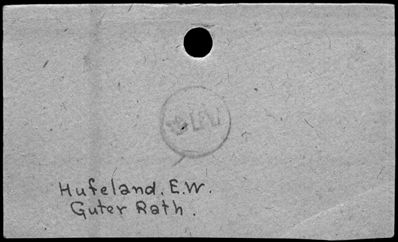 Hufeland. E.W.
Guter Rath.